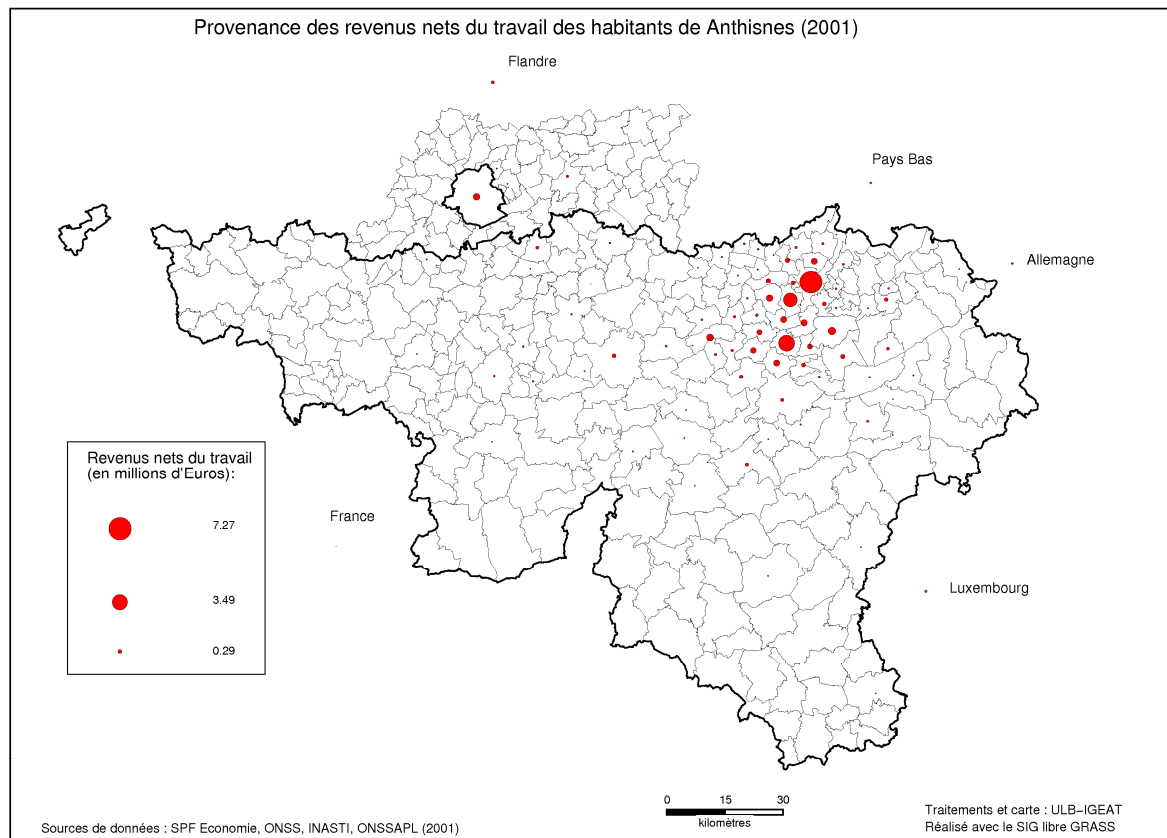 Provenance des revenus nets du travail des habitants de Anthisnes (2001)
Flandre
Pays Bas
Allemagne
Revenus nets du travail
(en millions d'Euros):
7.27
3.49
0.29
France
Luxembourg
0 15 30
kilomètres
Sources de données : SPF Economie, ONSS, INASTI, ONSSAPL (2001)
Traitements et carte : ULB-IGEAT
Réalisé avec le SIG libre GRASS